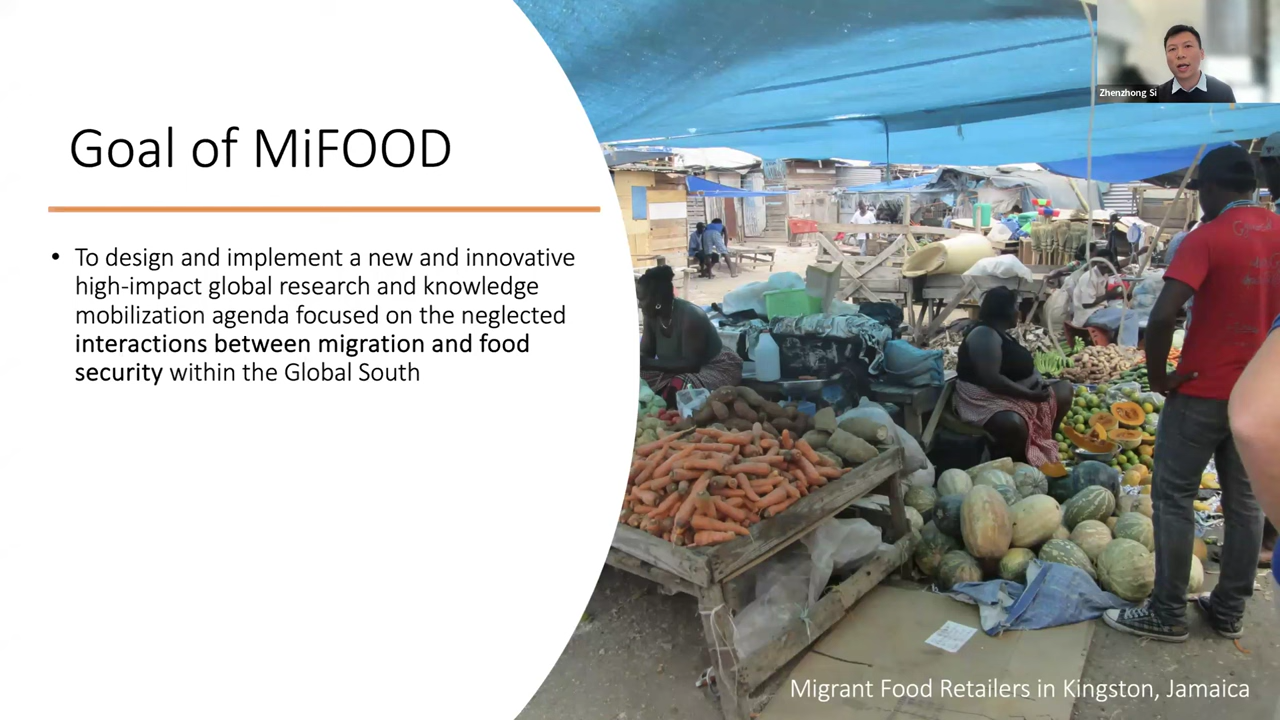 Zhenzhong Si
Goal of MiFOOD
• To design and implement a new and innovative
high-impact global research and knowledge
mobilization agenda focused on the neglected
interactions between migration and food
security within the Global South
Migrant Food Retailers in Kingston, Jamaica